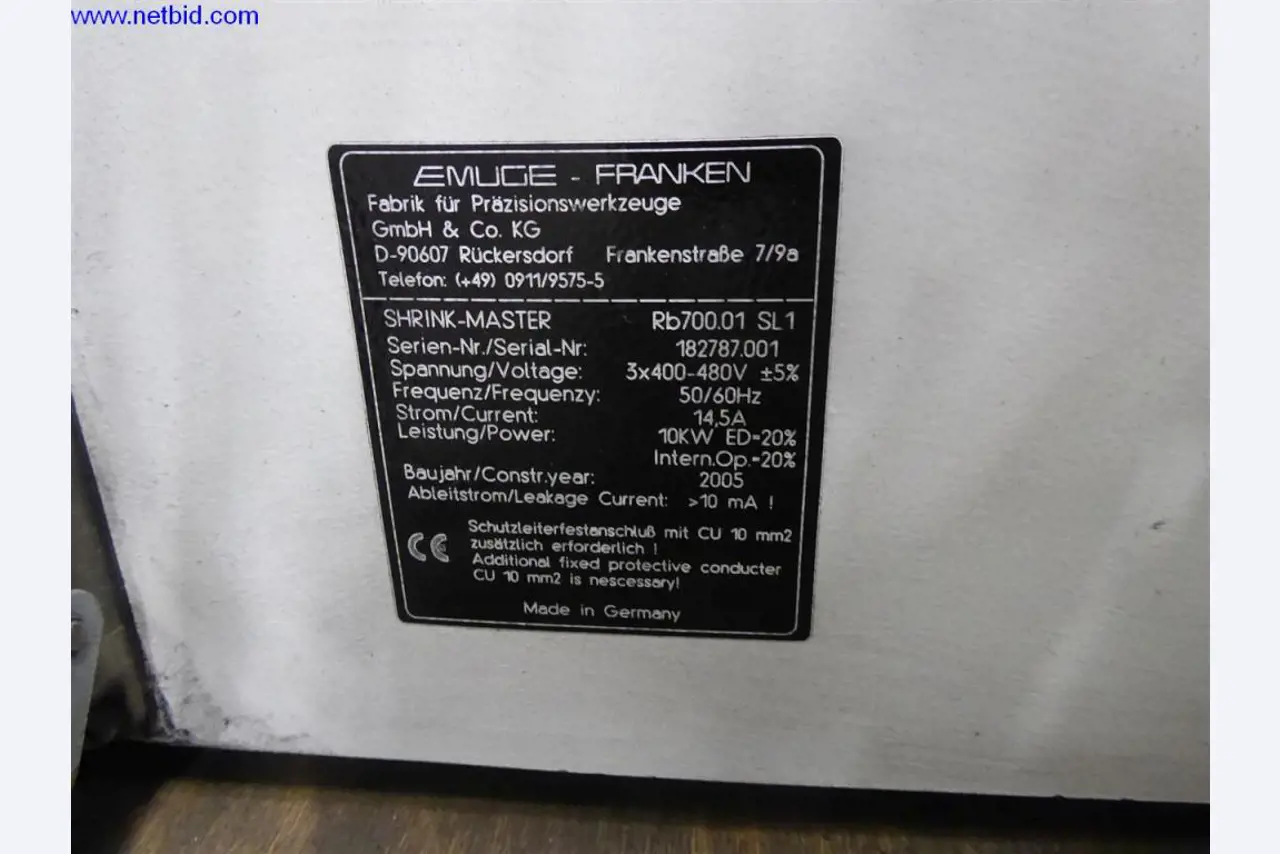 www.netbid.com
EMUGE - FRANKEN
Fabrik für Präzisionswerkzeuge
GmbH & Co. KG
D-90607 Rückersdorf Frankenstraße 7/9a
Telefon: (+49) 0911/9575-5
SHRINK-MASTER Rb700.01 SL1
Serien-Nr./Serial-Nr: 182787.001
Spannung/Voltage: 3x400-480V ±5%
Frequenz/Frequenzy: 50/60Hz
Strom/Current: 14,5A
Leistung/Power: 10KW ED=20%
Intern.Op.=20%
Baujahr/Constr.year: 2005
Ableitstrom/Leakage Current: >10 mA !
CE
Schutzleiterfestanschluß mit CU 10 mm2
zusätzlich erforderlich !
Additional fixed protective conducter
CU 10 mm2 is nescessary!
Made in Germany